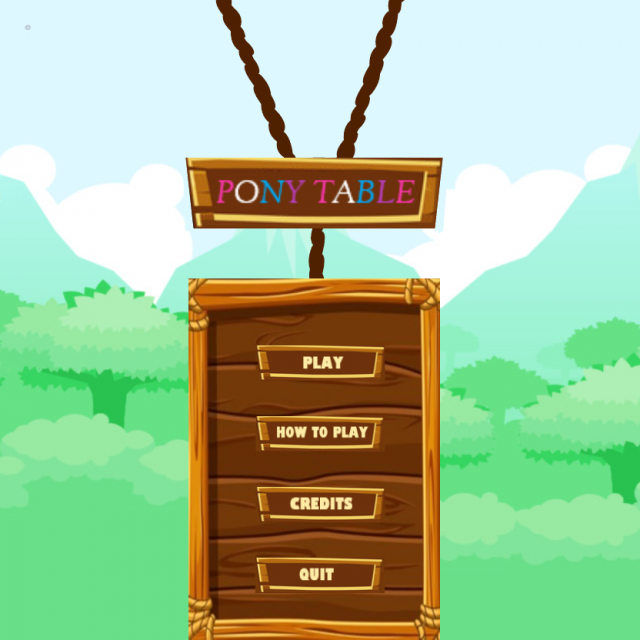 PONY TABLE
PLAY
HOW TO PLAY
CREDITS
QUIT